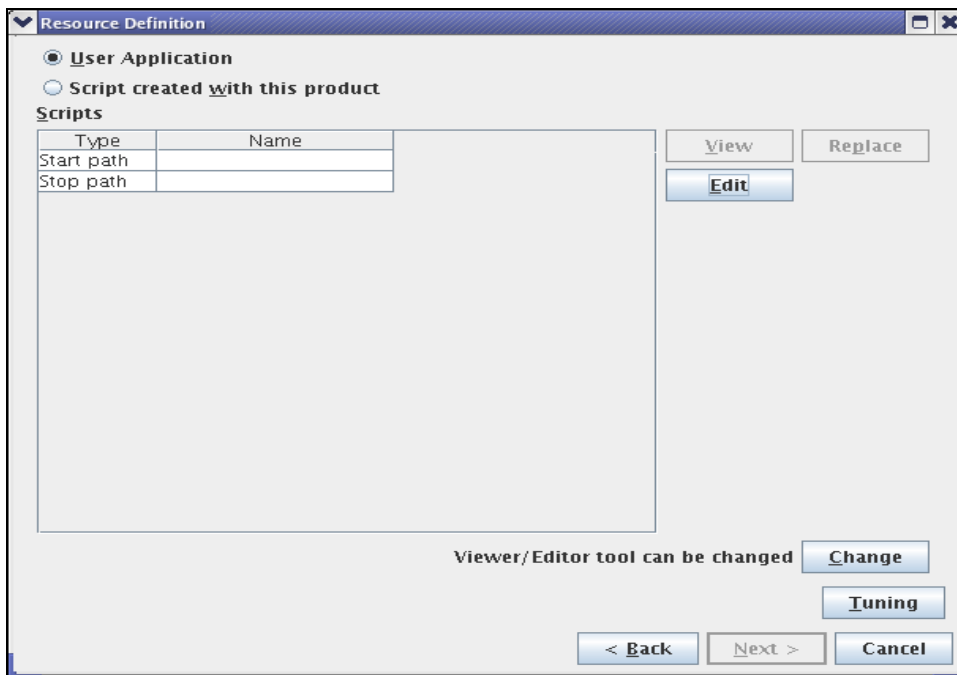 Resource Definition
User Application
Script created with this product
Scripts
Type Name
Start path
Stop path
View Replace
Edit
Viewer/Editor tool can be changed Change
Tuning
< Back Next > Cancel